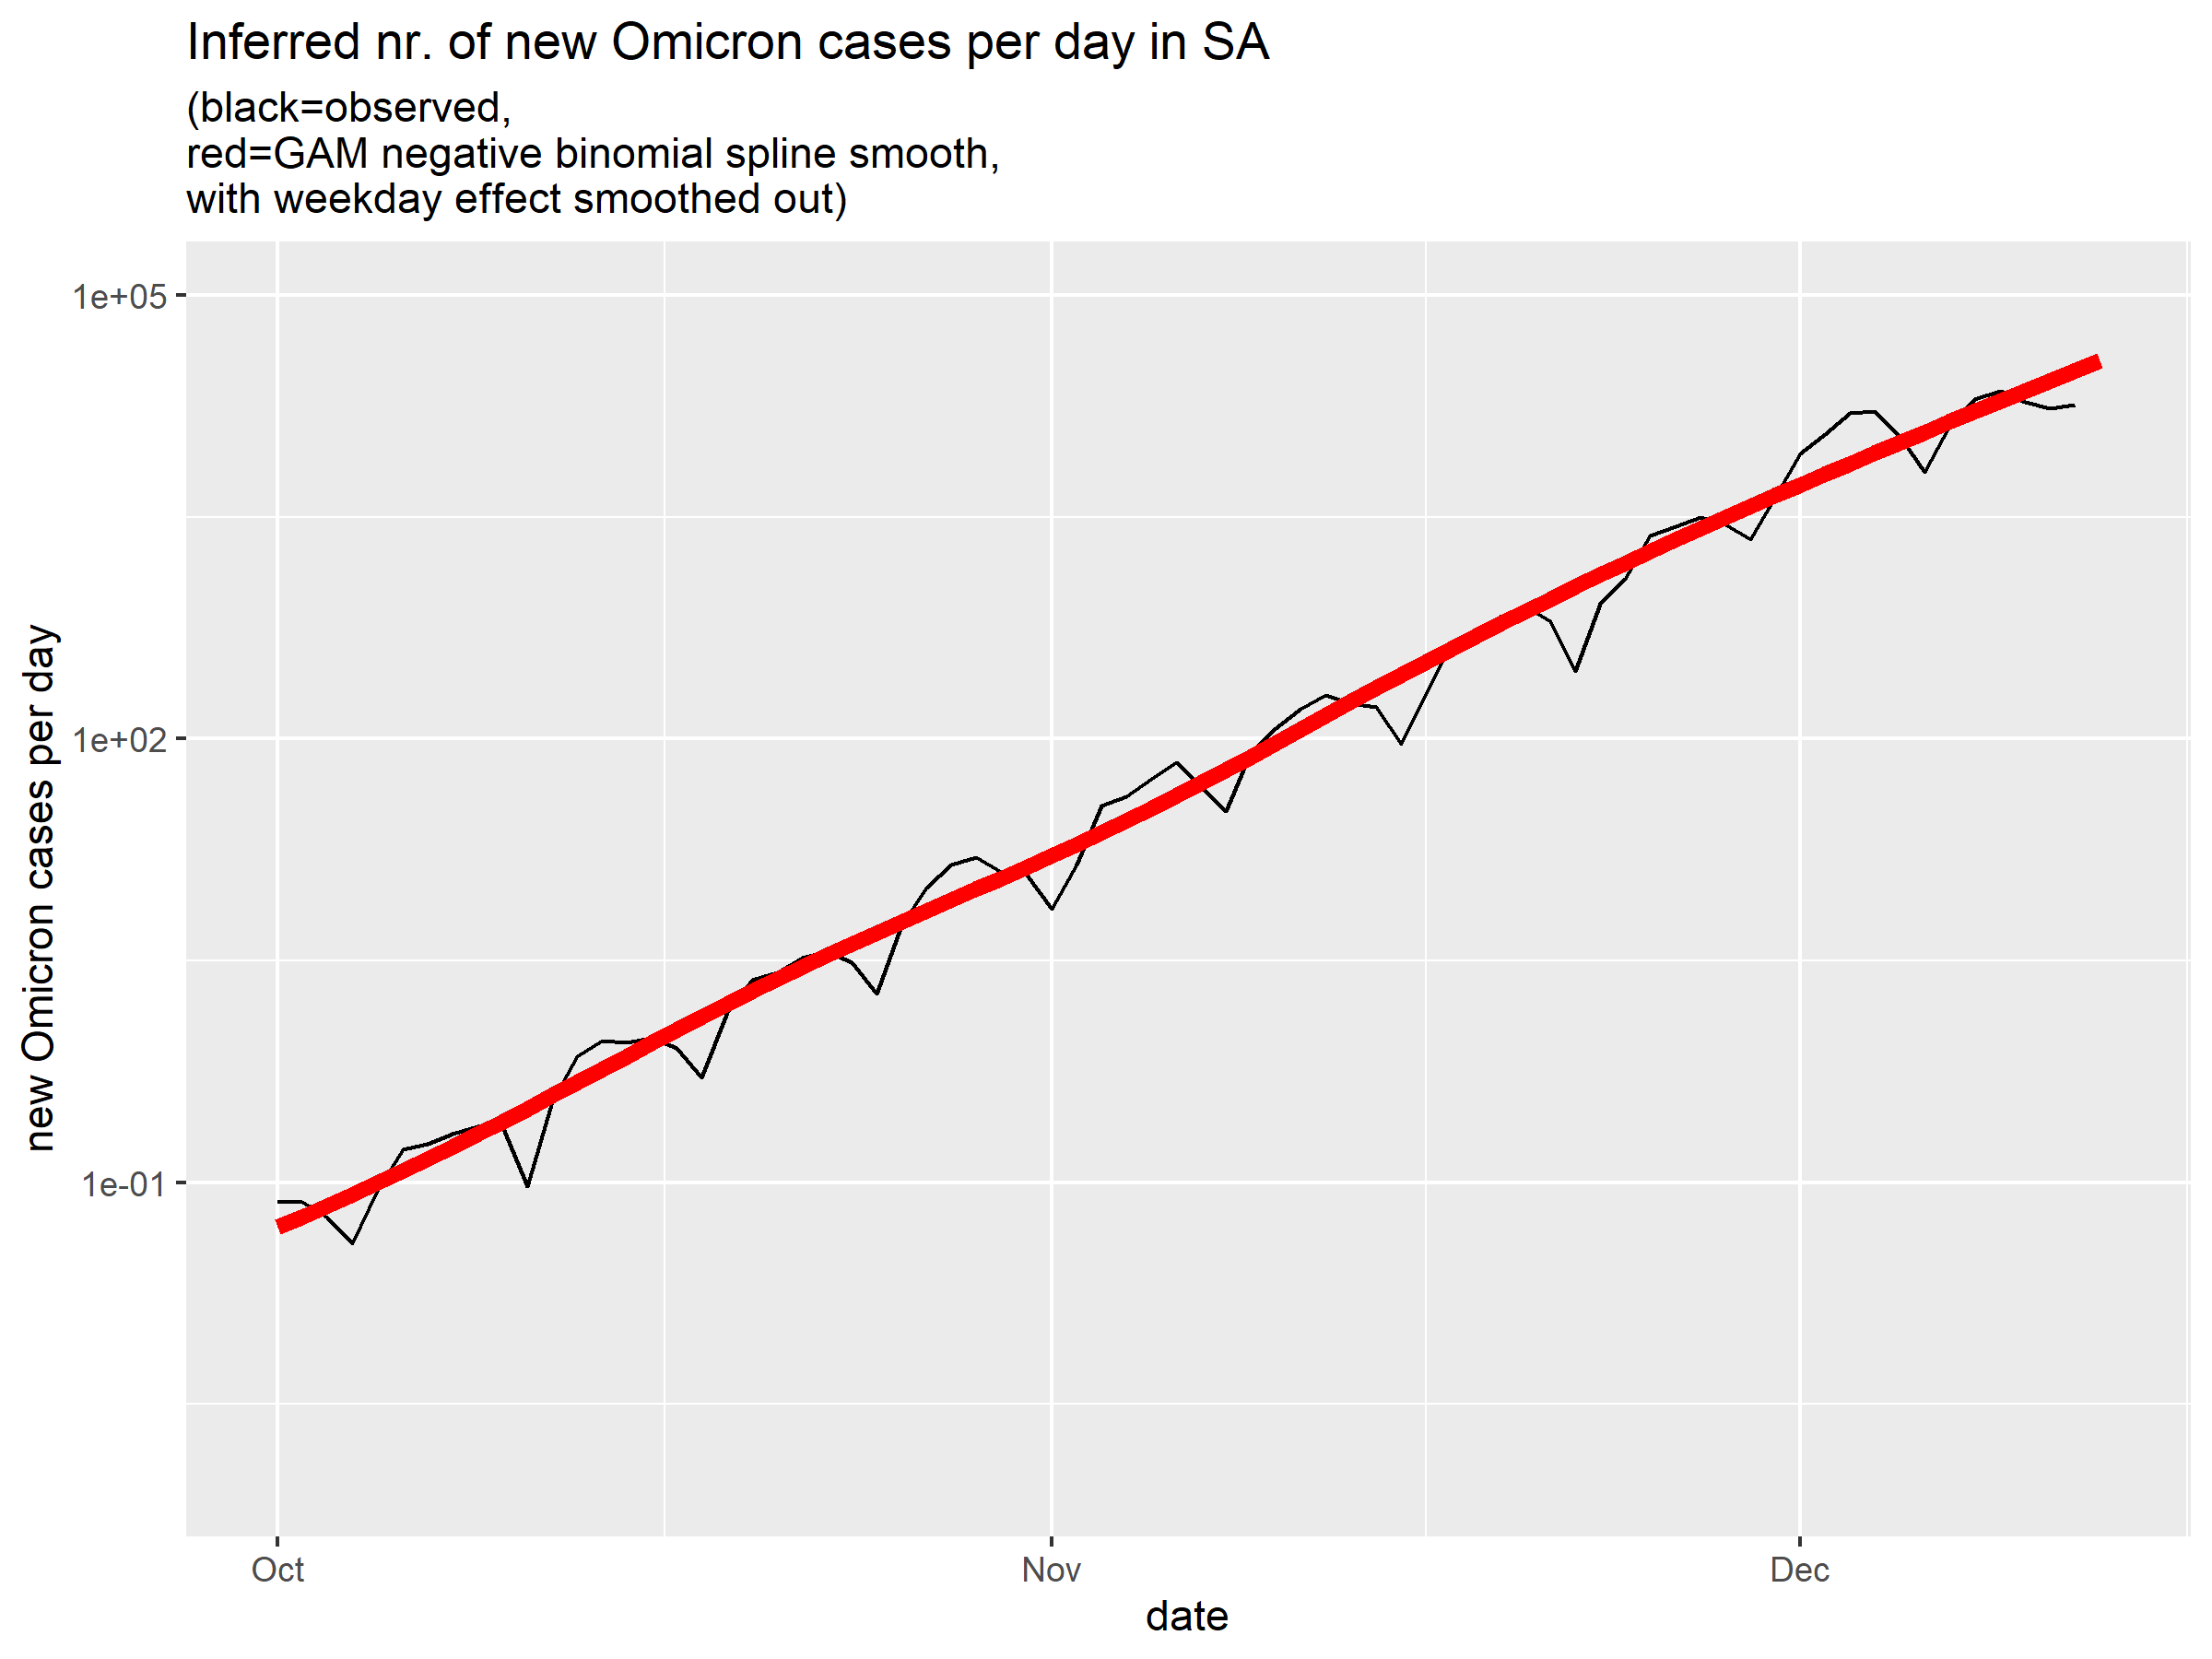 Inferred nr. of new Omicron cases per day in SA
(black=observed,
red=GAM negative binomial spline smooth,
with weekday effect smoothed out)
1e+05
1e+02
1e-01
new Omicron cases per day
Oct
Nov
Dec
date